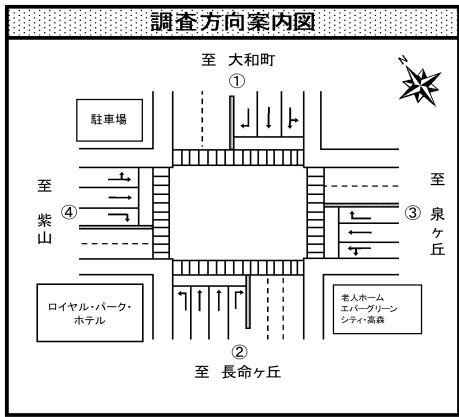 調査方向案内図
至 大和町
①
N
駐車場
至 紫山
④
至 泉ヶ丘
③
ロイヤル・パーク・
ホテル
老人ホーム
エバーグリーン
シティ・高森
②
至 長命ヶ丘